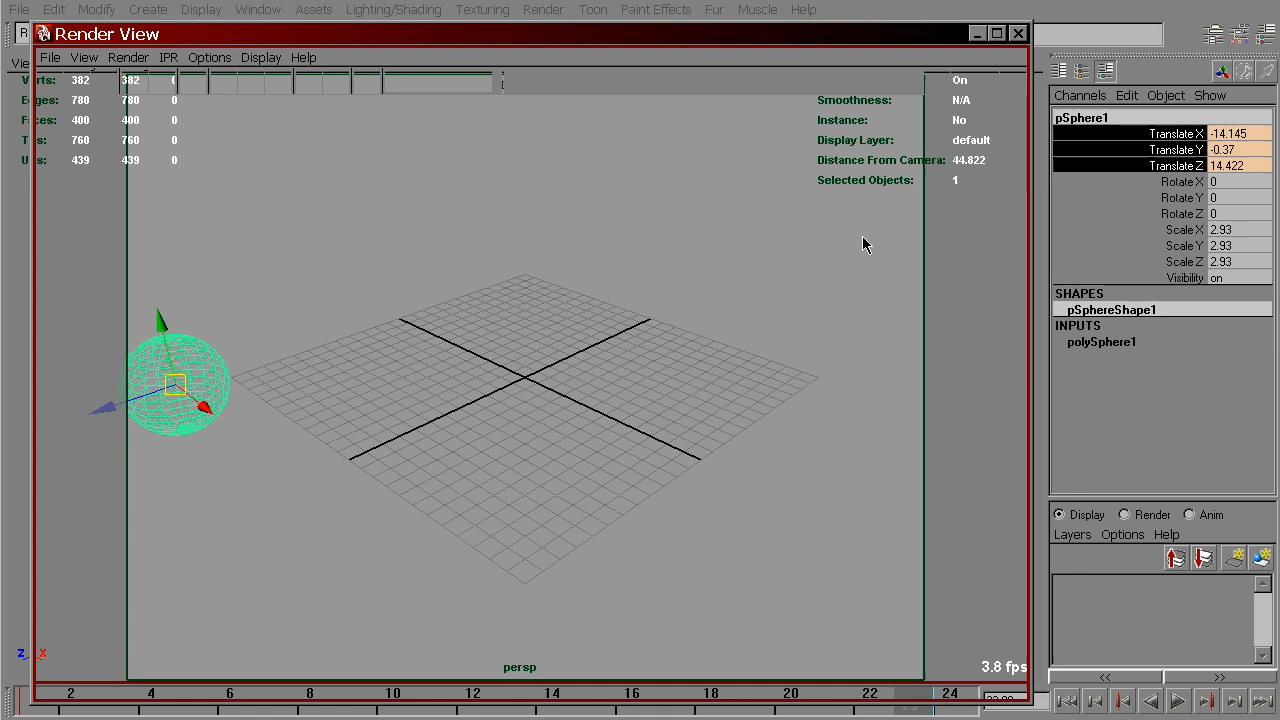 File Edit Modify Create Display Window Assets Lighting/Shading Texturing Render Toon Paint Effects Fur Muscle Help
R
Render View
File View Render IPR Options Display Help
Vie
Verts: 382 382 0 On
Edges: 780 780 0 Smoothness: N/A
Faces: 400 400 0 Instance: No
Tris: 760 760 0 Display Layer: default
UVs: 439 439 0 Distance From Camera: 44.822
Selected Objects: 1
Channels Edit Object Show
pSphere1
Translate X -14.145
Translate Y -0.37
Translate Z 14.422
Rotate X 0
Rotate Y 0
Rotate Z 0
Scale X 2.93
Scale Y 2.93
Scale Z 2.93
Visibility on
SHAPES
pSphereShape1
INPUTS
polySphere1
Display Render Anim
Layers Options Help
<< >>
z x
persp
3.8 fps
2 4 6 8 10 12 14 16 18 20 22 24
23